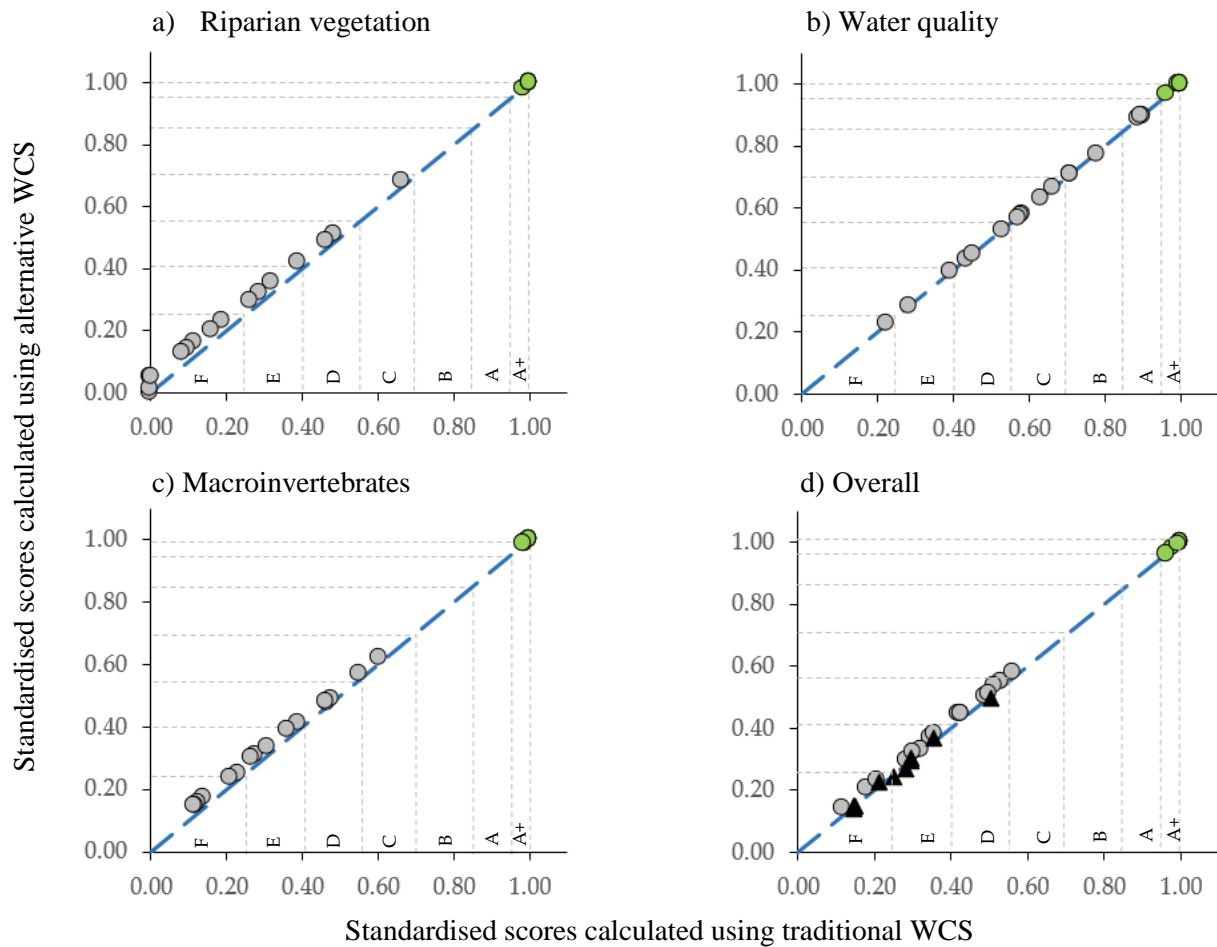 a) Riparian vegetation
b) Water quality
1.00
0.80
0.60
0.40
0.20
0.00
F E D C B A A+
0.00 0.20 0.40 0.60 0.80 1.00
1.00
0.80
0.60
0.40
0.20
0.00
F E D C B A A+
0.00 0.20 0.40 0.60 0.80 1.00
c) Macroinvertebrates
d) Overall
1.00
0.80
0.60
0.40
0.20
0.00
F E D C B A A+
0.00 0.20 0.40 0.60 0.80 1.00
1.00
0.80
0.60
0.40
0.20
0.00
F E D C B A A+
0.00 0.20 0.40 0.60 0.80 1.00
Standardised scores calculated using alternative WCS
Standardised scores calculated using traditional WCS